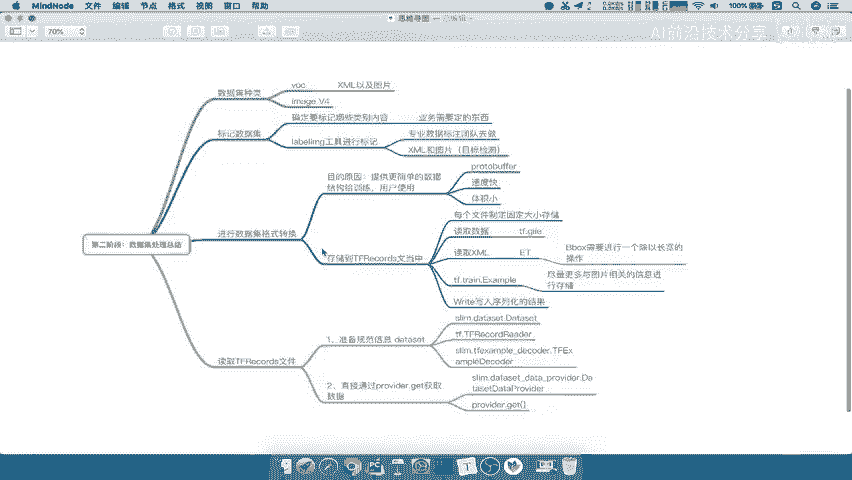 MindNode 文件 编辑 节点 格式 视图 窗口 帮助
100%
思维导图 — 已编辑
70%
AI前沿技术分享
第二阶段：数据集处理总结
数据集种类
voc XML以及图片
image V4
标记数据集
确定要标记哪些类别内容 业务需要定的东西
labelimg工具进行标记
专业数据标注团队去做
XML和图片（目标检测）
进行数据集格式转换
目的原因：提供更简单的数据
结构给训练，用户使用
protobuffer
速度快
体积小
存储到TFRecords文当中
每个文件制定固定大小存储
读取数据 tf.gile
读取XML ET
Bbox需要进行一个除以长宽的
操作
tf.train.Example
尽量更多与图片相关的信息进
行存储
Write写入序列化的结果
读取TFRecords文件
1、准备规范信息 dataset
slim.dataset.Dataset
tf.TFRecordReader
slim.tfexample_decoder.TFEx
ampleDecoder
2、直接通过provider.get获取
数据
slim.dataset_data_provider.Da
tasetDataProvider
provider.get()